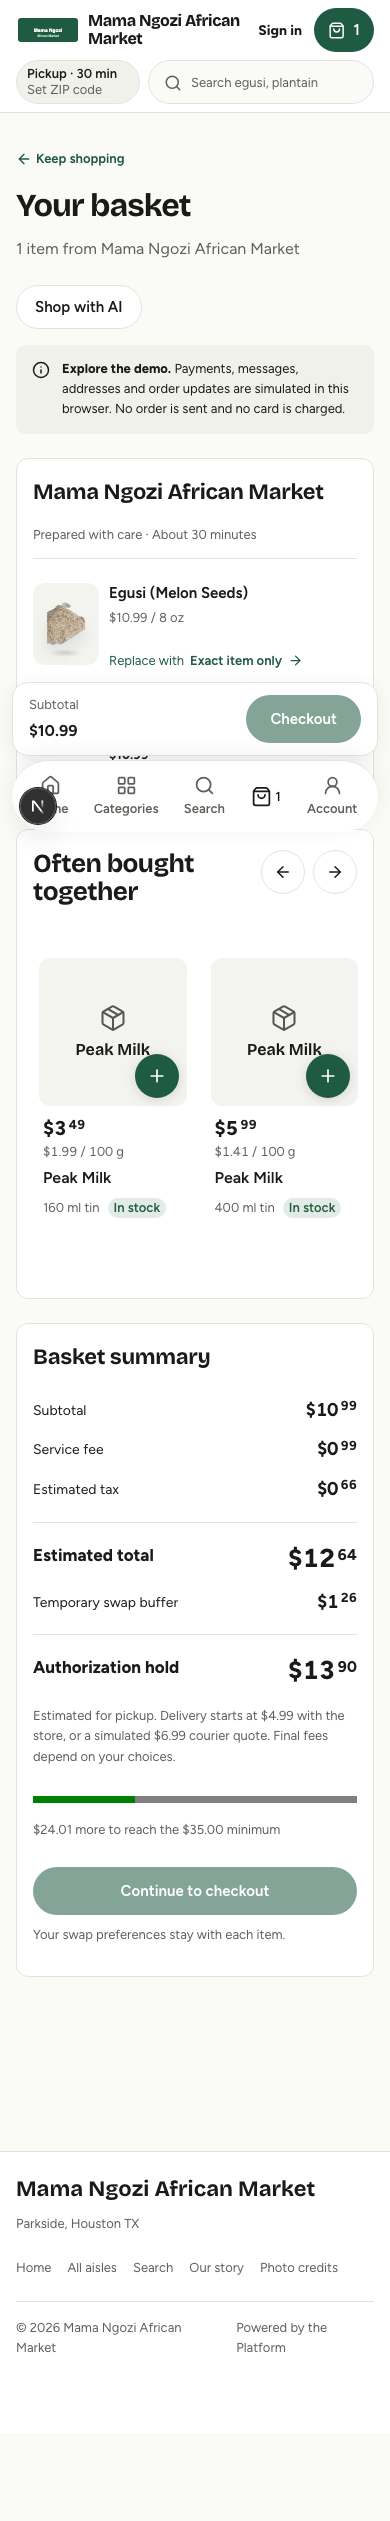 Mama Ngozi
African Market
Mama Ngozi African
Market
Sign in
1
Pickup · 30 min
Set ZIP code
Search egusi, plantain
Keep shopping
Your basket
1 item from Mama Ngozi African Market
Shop with AI
Explore the demo. Payments, messages,
addresses and order updates are simulated in this
browser. No order is sent and no card is charged.
Mama Ngozi African Market
Prepared with care · About 30 minutes
Egusi (Melon Seeds)
$10.99 / 8 oz
Replace with Exact item only
Subtotal
$10.99
Checkout
$10.99
N
Categories
Search
1
Account
Often bought
together
Peak Milk
Peak Milk
$3 49
$5 99
$1.99 / 100 g
$1.41 / 100 g
Peak Milk
Peak Milk
160 ml tin In stock
400 ml tin In stock
Basket summary
Subtotal $10 99
Service fee $0 99
Estimated tax $0 66
Estimated total $12 64
Temporary swap buffer $1 26
Authorization hold $13 90
Estimated for pickup. Delivery starts at $4.99 with the
store, or a simulated $6.99 courier quote. Final fees
depend on your choices.
$24.01 more to reach the $35.00 minimum
Continue to checkout
Your swap preferences stay with each item.
Mama Ngozi African Market
Parkside, Houston TX
Home All aisles Search Our story Photo credits
© 2026 Mama Ngozi African
Market
Powered by the
Platform